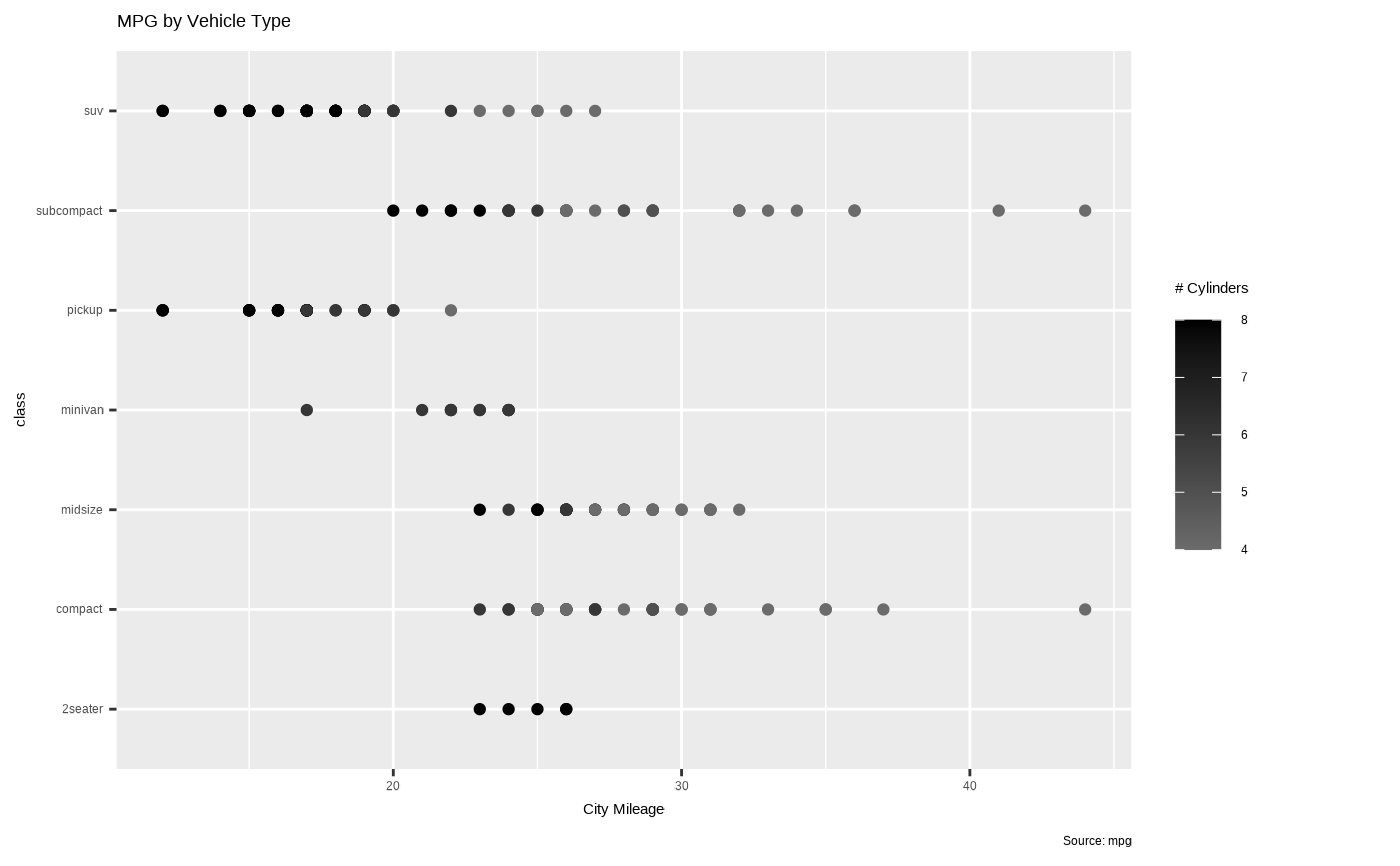 MPG by Vehicle Type
suv
subcompact
pickup
minivan
midsize
compact
2seater
class
20
30
40
City Mileage
# Cylinders
8
7
6
5
4
Source: mpg